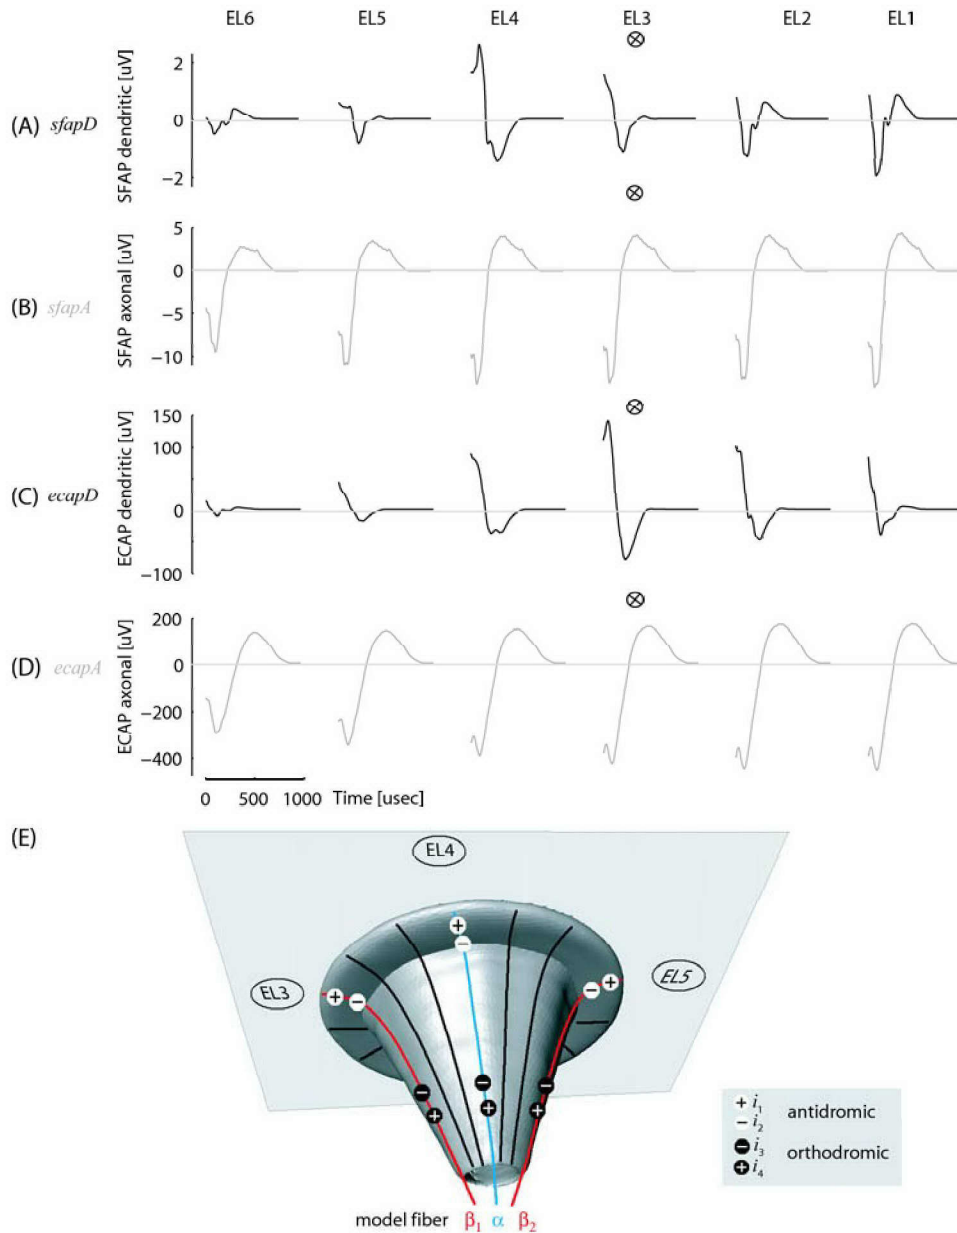 EL6 EL5 EL4 EL3 EL2 EL1
(A) sfapD
SFAP dendritic [uV]
2
0
−2
(B) sfapA
SFAP axonal [uV]
5
0
−5
−10
(C) ecapD
ECAP dendritic [uV]
150
100
0
−100
(D) ecapA
ECAP axonal [uV]
200
0
−200
−400
0 500 1000 Time [usec]
(E)
EL4
EL3
EL5
+ i1 antidromic
− i2
− i3 orthodromic
+ i4
model fiber β1 α β2